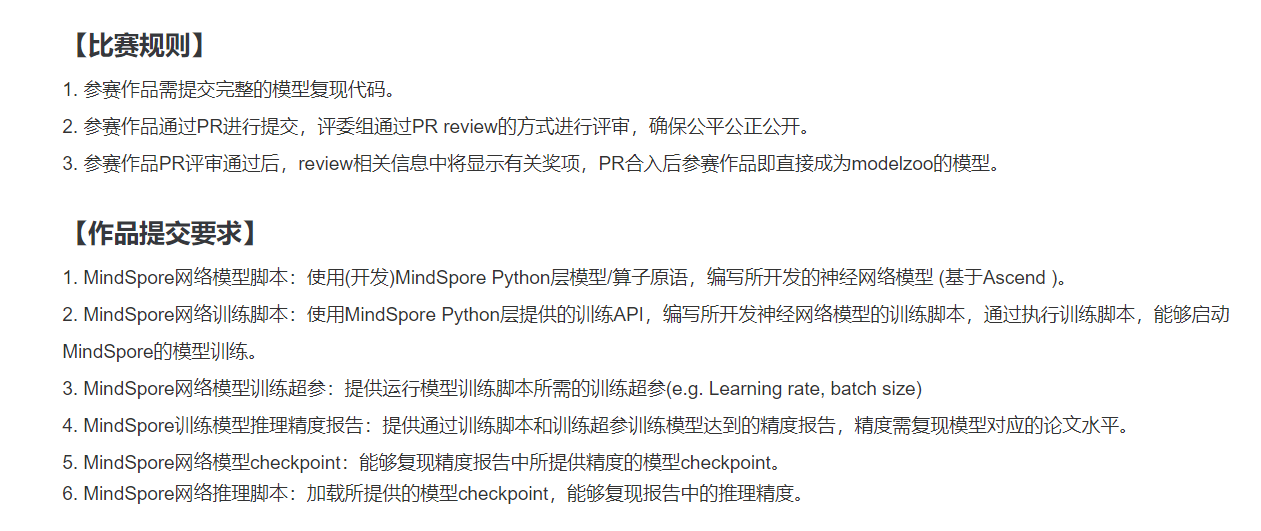 【比赛规则】
1. 参赛作品需提交完整的模型复现代码。
2. 参赛作品通过PR进行提交，评委组通过PR review的方式进行评审，确保公平公正公开。
3. 参赛作品PR评审通过后，review相关信息中将显示有关奖项，PR合入后参赛作品即直接成为modelzoo的模型。
【作品提交要求】
1. MindSpore网络模型脚本：使用(开发)MindSpore Python层模型/算子原语，编写所开发的神经网络模型 (基于Ascend )。
2. MindSpore网络训练脚本：使用MindSpore Python层提供的训练API，编写所开发神经网络模型的训练脚本，通过执行训练脚本，能够启动
MindSpore的模型训练。
3. MindSpore网络模型训练超参：提供运行模型训练脚本所需的训练超参(e.g. Learning rate, batch size)
4. MindSpore训练模型推理精度报告：提供通过训练脚本和训练超参训练模型达到的精度报告，精度需复现模型对应的论文水平。
5. MindSpore网络模型checkpoint：能够复现精度报告中所提供精度的模型checkpoint。
6. MindSpore网络推理脚本：加载所提供的模型checkpoint，能够复现报告中的推理精度。